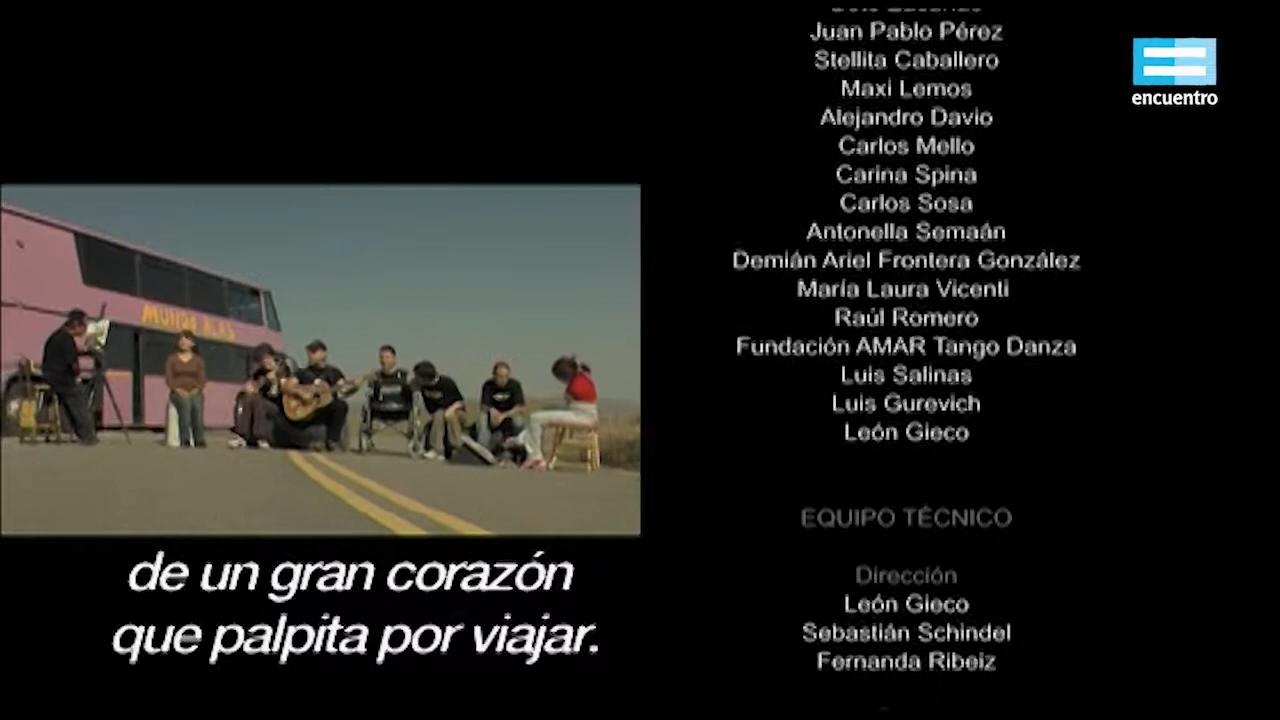 Juan Pablo Pérez
Stellita Caballero
Maxi Lemos
Alejandro Davio
Carlos Mello
Carina Spina
Carlos Sosa
Antonella Semaán
Demián Ariel Frontera González
María Laura Vicenti
Raúl Romero
Fundación AMAR Tango Danza
Luis Salinas
Luis Gurevich
León Gieco
EQUIPO TÉCNICO
Dirección
León Gieco
Sebastián Schindel
Fernanda Ribeiz
encuentro
MUNDO ALAS
de un gran corazón
que palpita por viajar.